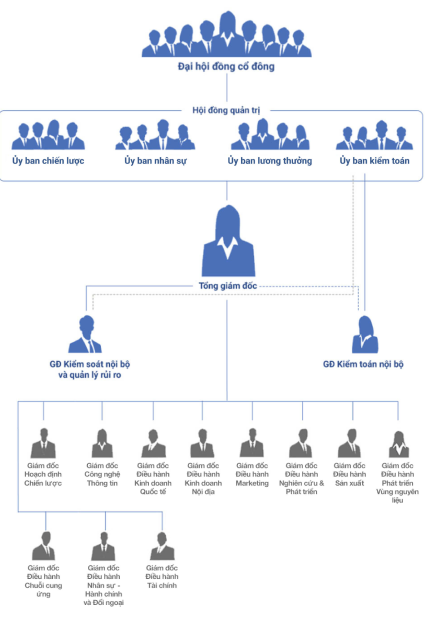 Đại hội đồng cổ đông
Hội đồng quản trị
Ủy ban chiến lược
Ủy ban nhân sự
Ủy ban lương thưởng
Ủy ban kiểm toán
Tổng giám đốc
GĐ Kiểm soát nội bộ
và quản lý rủi ro
GĐ Kiểm toán nội bộ
Giám đốc
Hoạch định
Chiến lược
Giám đốc
Công nghệ
Thông tin
Giám đốc
Điều hành
Kinh doanh
Quốc tế
Giám đốc
Điều hành
Kinh doanh
Nội địa
Giám đốc
Điều hành
Marketing
Giám đốc
Điều hành
Nghiên cứu &
Phát triển
Giám đốc
Điều hành
Sản xuất
Giám đốc
Điều hành
Phát triển
Vùng nguyên
liệu
Giám đốc
Điều hành
Chuỗi cung
ứng
Giám đốc
Điều hành
Nhân sự -
Hành chính
và Đối ngoại
Giám đốc
Điều hành
Tài chính